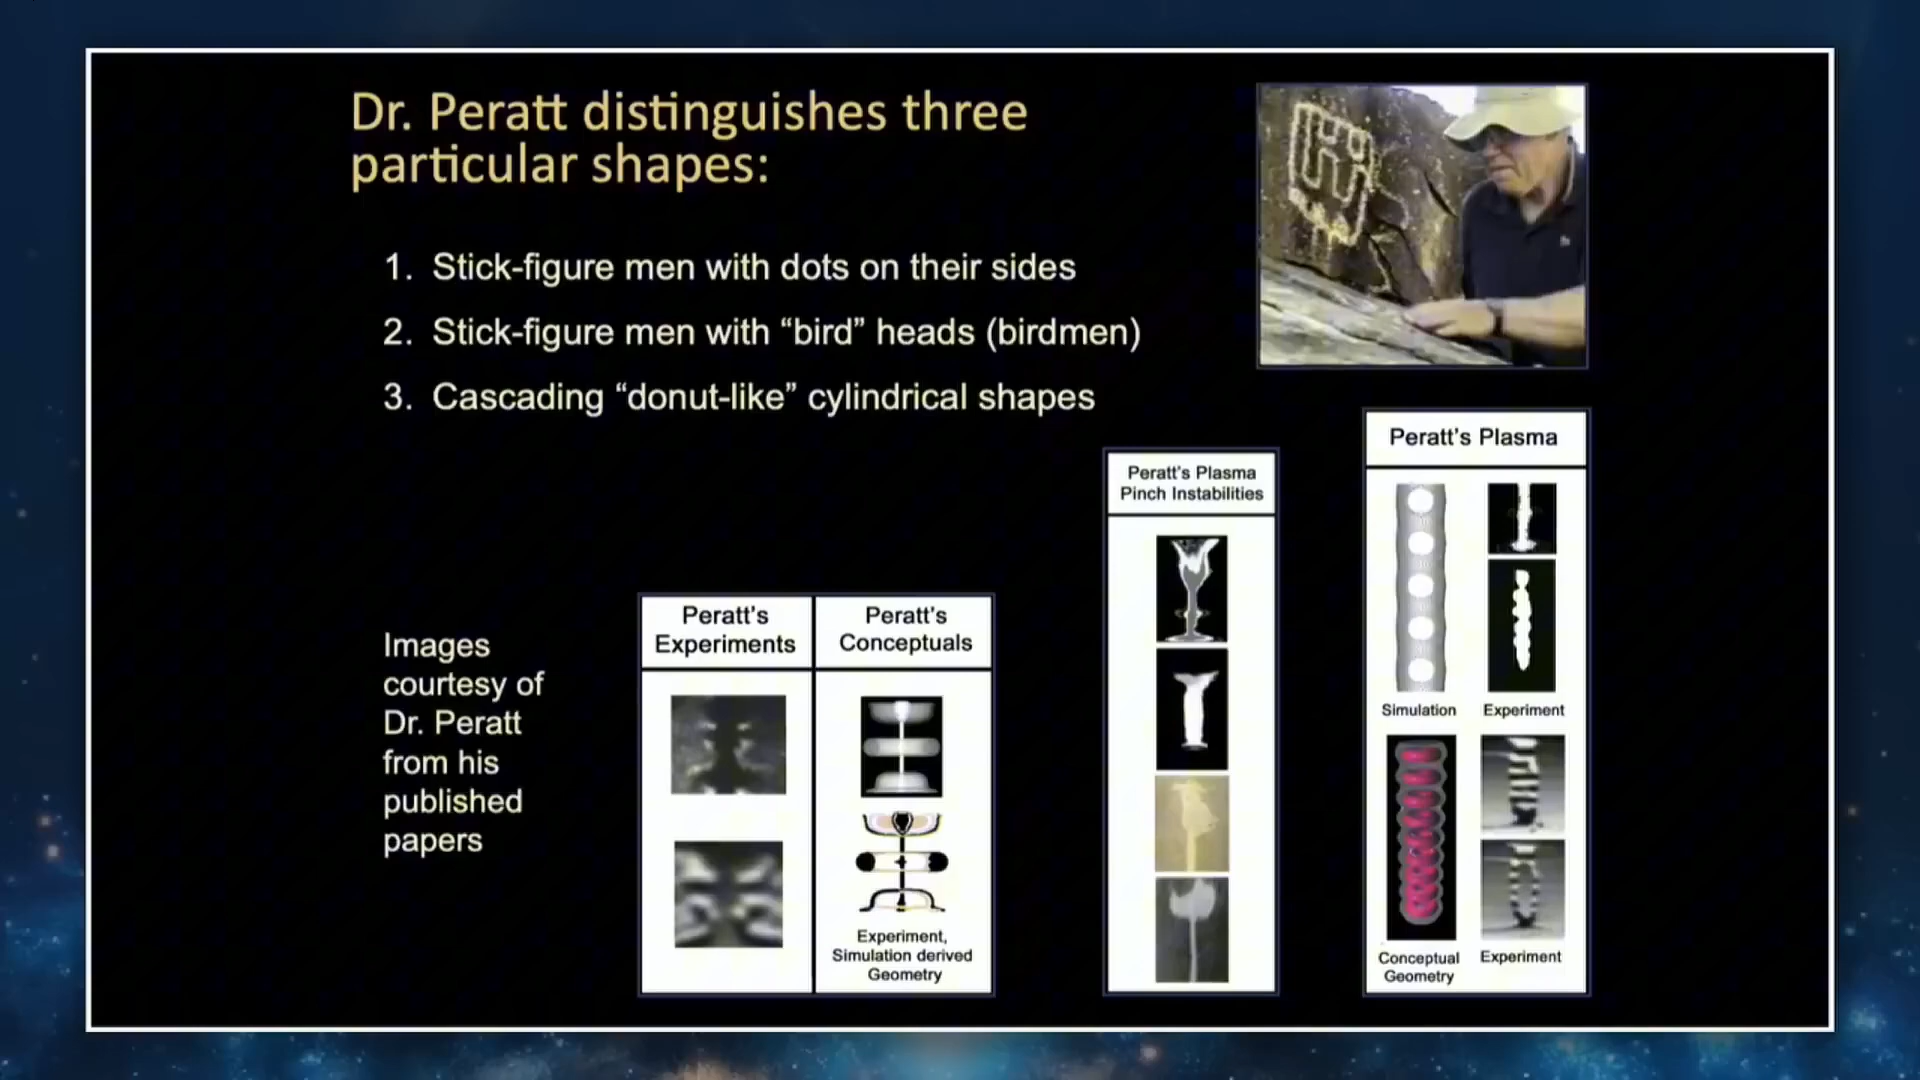 Dr. Peratt distinguishes three
particular shapes:
1. Stick-figure men with dots on their sides
2. Stick-figure men with “bird” heads (birdmen)
3. Cascading “donut-like” cylindrical shapes
Images
courtesy of
Dr. Peratt
from his
published
papers
Peratt’s
Experiments
Peratt’s
Conceptuals
Experiment,
Simulation derived
Geometry
Peratt’s Plasma
Pinch Instabilities
Peratt’s Plasma
Simulation
Experiment
Conceptual
Geometry
Experiment